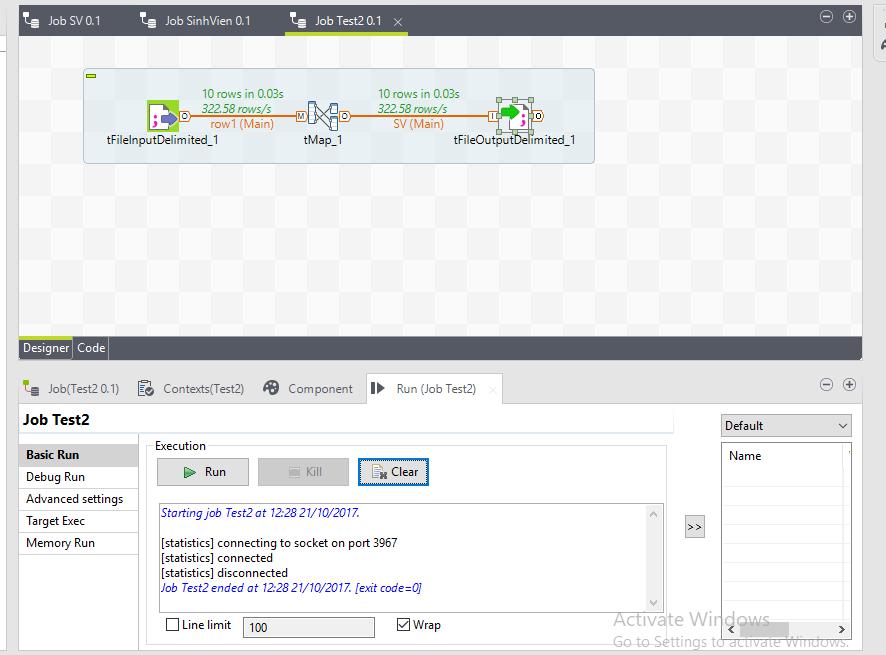 Job SV 0.1 Job SinhVien 0.1 Job Test2 0.1
10 rows in 0.03s 10 rows in 0.03s
322.58 rows/s 322.58 rows/s
row1 (Main) SV (Main)
O M O I O
tFileInputDelimited_1 tMap_1 tFileOutputDelimited_1
Designer Code
Job(Test2 0.1) Contexts(Test2) Component Run (Job Test2)
Job Test2
Basic Run
Debug Run
Advanced settings
Target Exec
Memory Run
Execution
Run Kill Clear
Starting job Test2 at 12:28 21/10/2017.
[statistics] connecting to socket on port 3967
[statistics] connected
[statistics] disconnected
Job Test2 ended at 12:28 21/10/2017. [exit code=0]
Line limit 100 Wrap
>>
Default
Name
Activate Windows
Go to Settings to activate Windows.